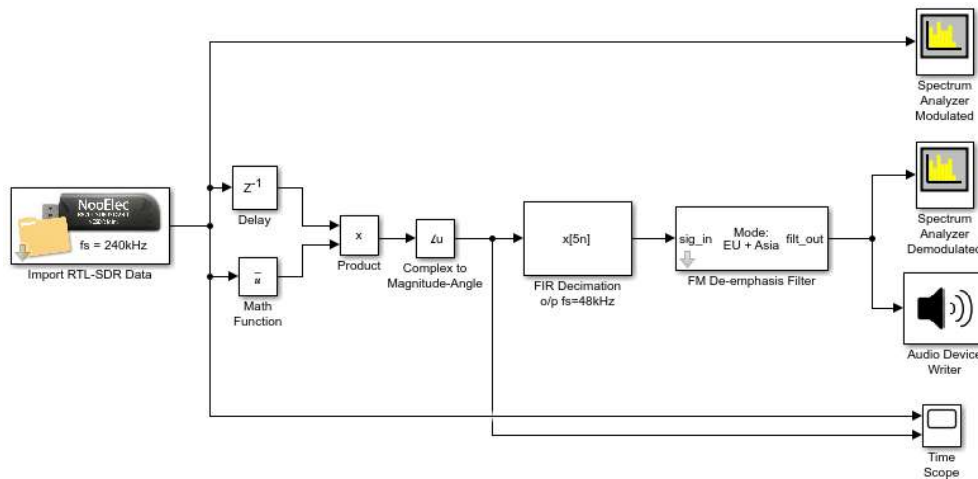 Spectrum
Analyzer
Modulated
NooElec
fs = 240kHz
Import RTL-SDR Data
Z-1
Delay
u
Math
Function
x
Product
∠u
Complex to
Magnitude-Angle
x[5n]
FIR Decimation
o/p fs=48kHz
sig_in
Mode:
EU + Asia
filt_out
FM De-emphasis Filter
Spectrum
Analyzer
Demodulated
Audio Device
Writer
Time
Scope